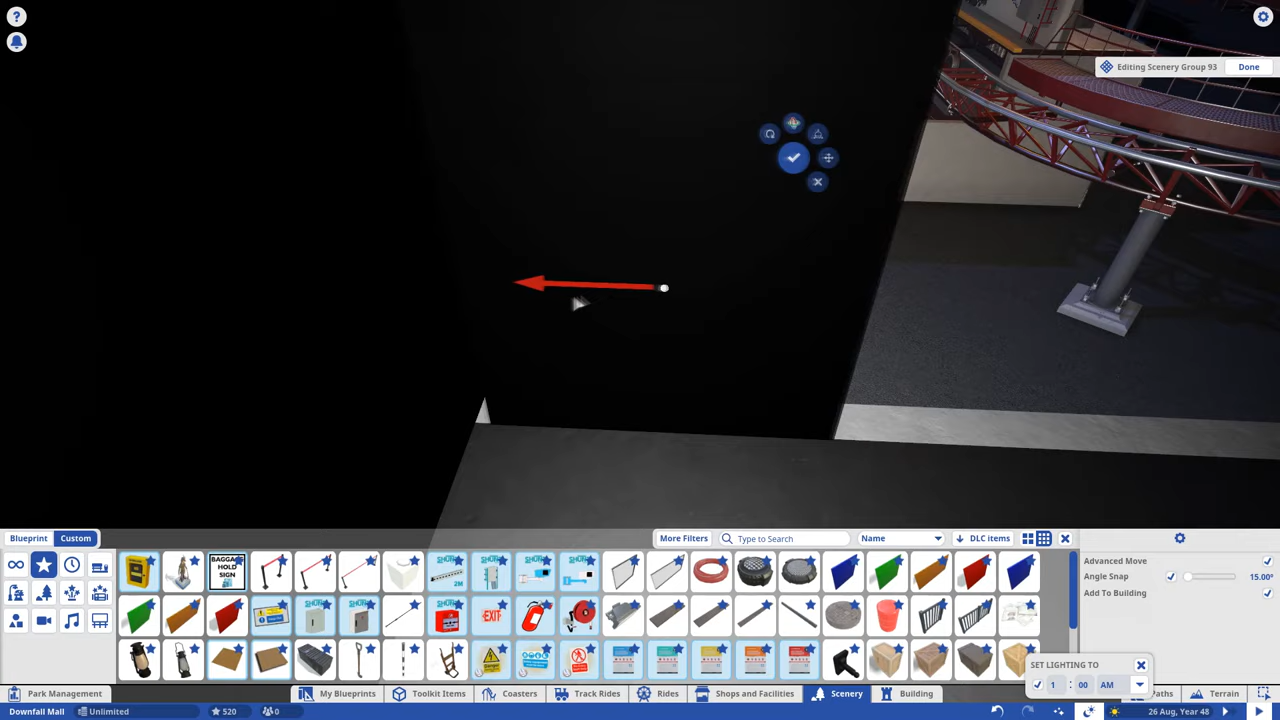 Editing Scenery Group 93
Done
Blueprint
Custom
More Filters
Type to Search
Name
DLC items
BAGGAGE HOLD SIGN
2M
EXIT
Advanced Move
Angle Snap
15.00°
Add To Building
SET LIGHTING TO
1 : 00 AM
Park Management
My Blueprints
Toolkit Items
Coasters
Track Rides
Rides
Shops and Facilities
Scenery
Building
Paths
Terrain
Downfall Mall
Unlimited
520
0
26 Aug, Year 48